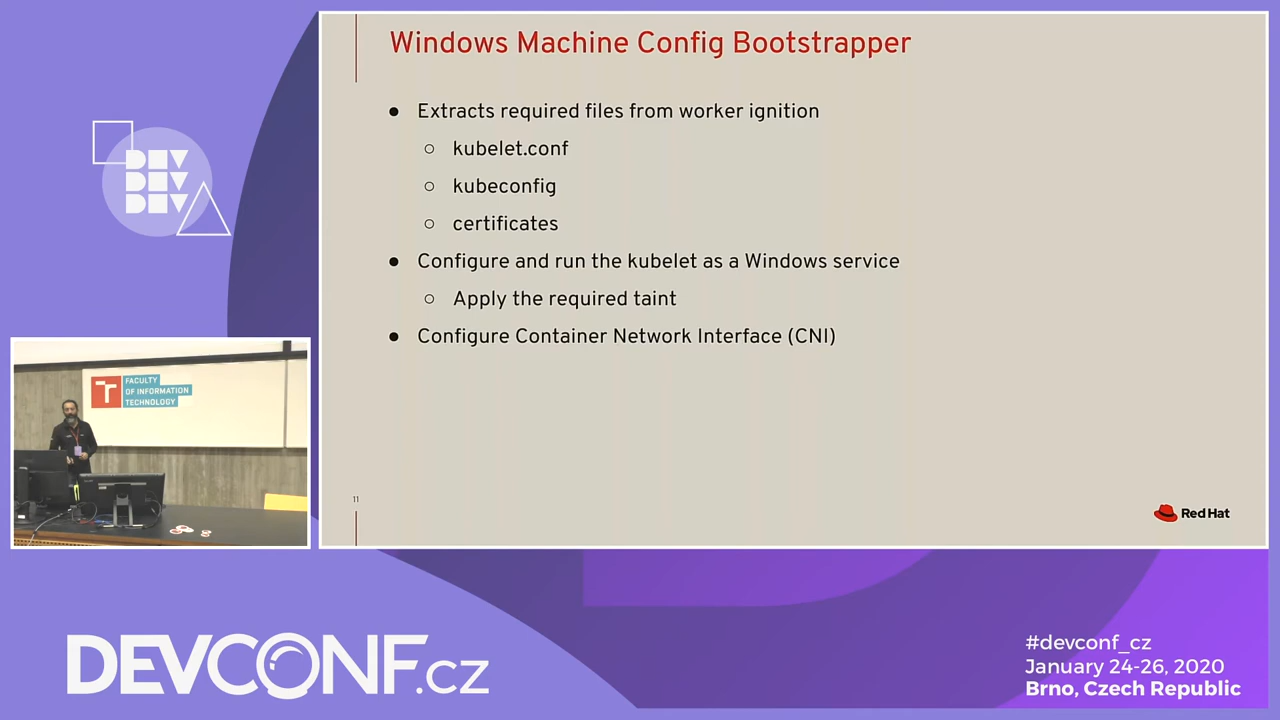 Windows Machine Config Bootstrapper
● Extracts required files from worker ignition
○ kubelet.conf
○ kubeconfig
○ certificates
● Configure and run the kubelet as a Windows service
○ Apply the required taint
● Configure Container Network Interface (CNI)
11
Red Hat
DEV
DEV
DEV
T
FACULTY
OF INFORMATION
TECHNOLOGY
DEVCONF.cz
#devconf_cz
January 24-26, 2020
Brno, Czech Republic